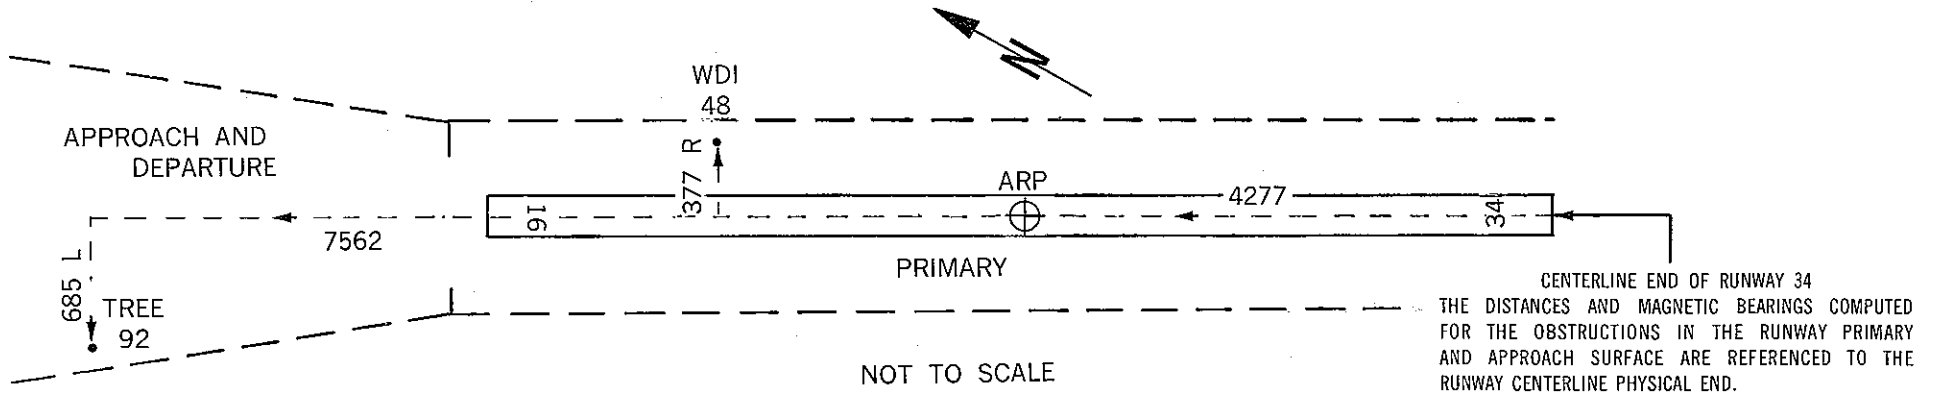 N
WDI
48
APPROACH AND
DEPARTURE
377 R
ARP
4277
16
34
7562
PRIMARY
685 L
TREE
92
NOT TO SCALE
CENTERLINE END OF RUNWAY 34
THE DISTANCES AND MAGNETIC BEARINGS COMPUTED
FOR THE OBSTRUCTIONS IN THE RUNWAY PRIMARY
AND APPROACH SURFACE ARE REFERENCED TO THE
RUNWAY CENTERLINE PHYSICAL END.